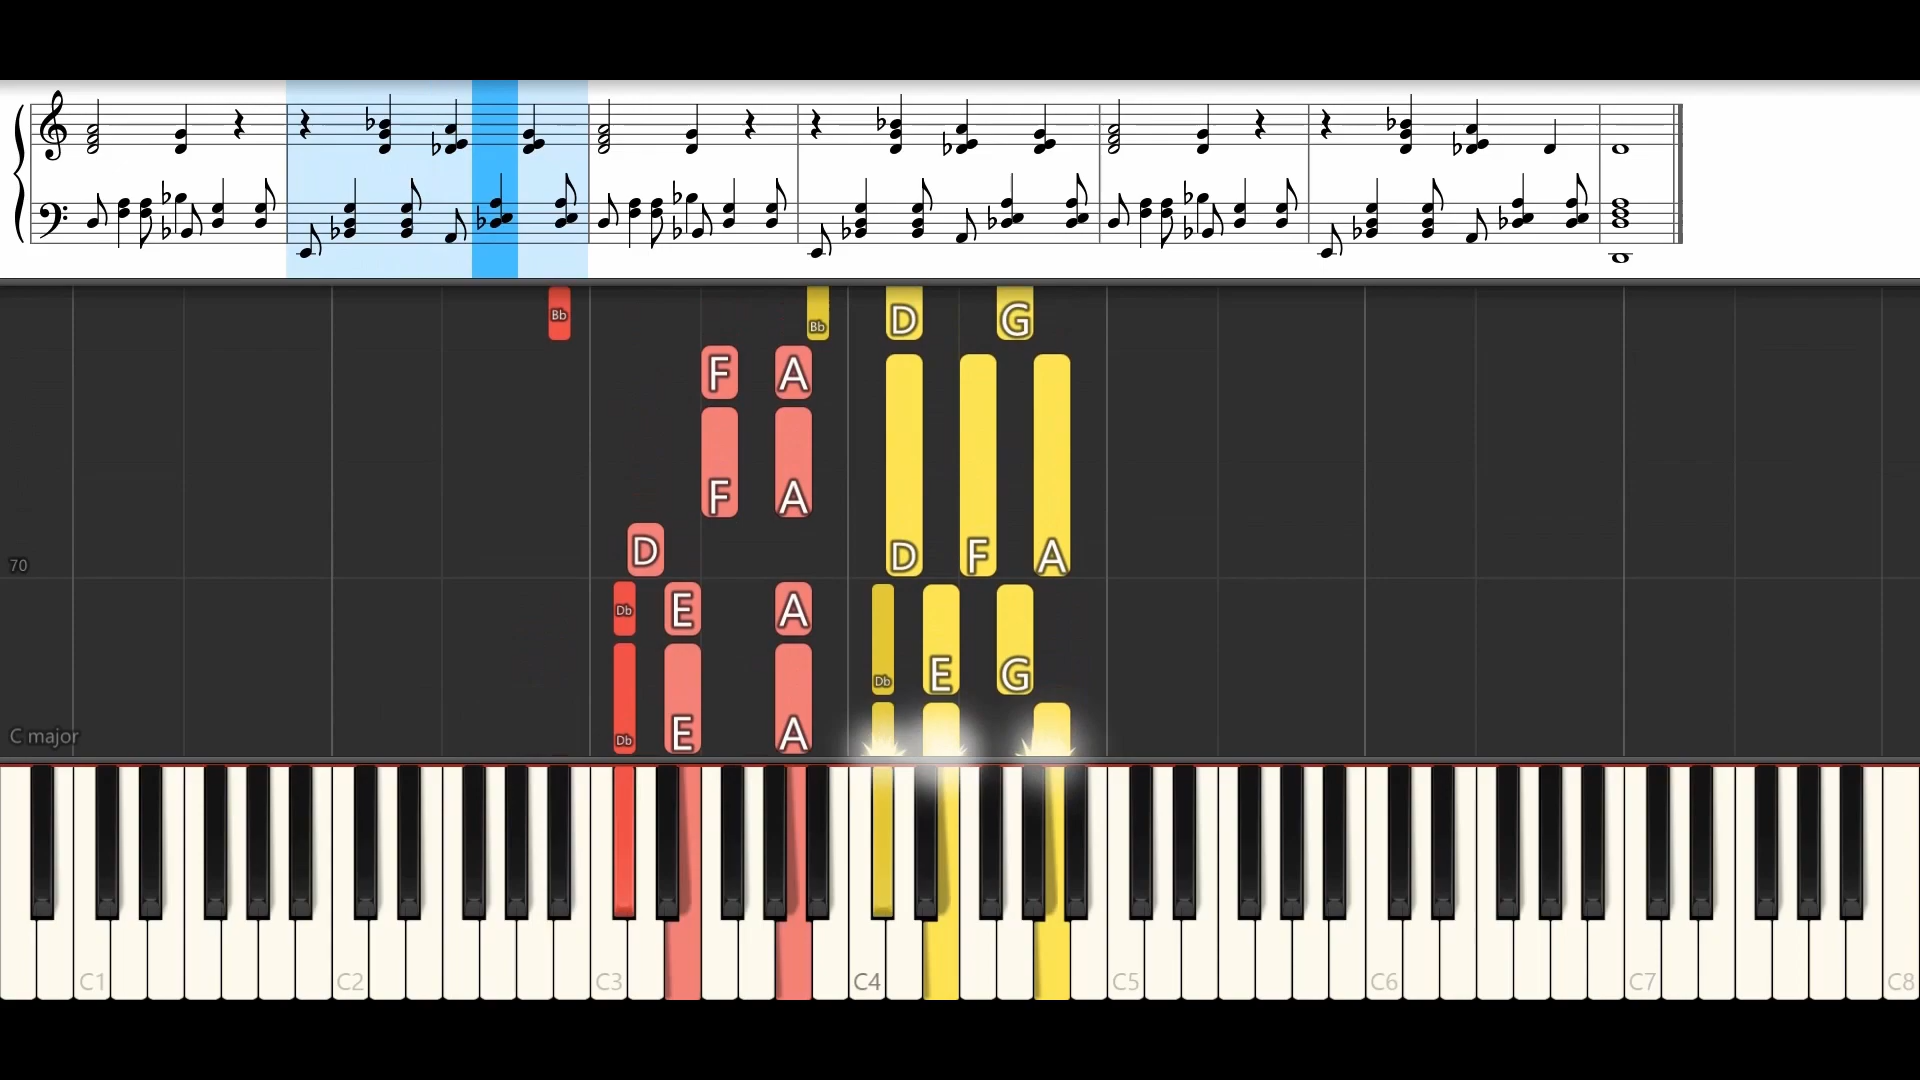 Bb Bb D G
F A
F A D F A
D
70
Db E A
Db E G
Db E A
C major
C1 C2 C3 C4 C5 C6 C7 C8